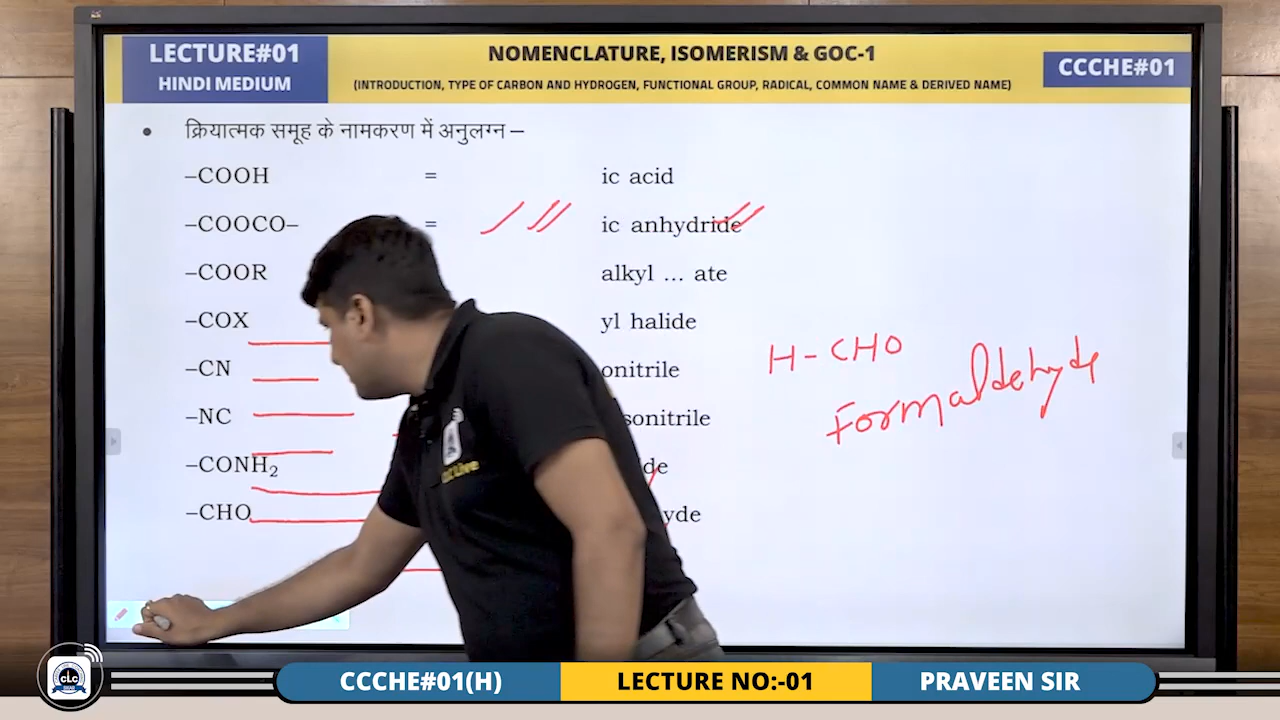 LECTURE#01
HINDI MEDIUM
NOMENCLATURE, ISOMERISM & GOC-1
(INTRODUCTION, TYPE OF CARBON AND HYDROGEN, FUNCTIONAL GROUP, RADICAL, COMMON NAME & DERIVED NAME)
CCCHE#01
• क्रियात्मक समूह के नामकरण में अनुलग्न –
–COOH = ic acid
–COOCO– = ic anhydride
–COOR alkyl ... ate
–COX yl halide
–CN onitrile
–NC sonitrile
–CONH₂ de
–CHO yde
H-CHO
Formaldehyde
CLC
CCCHE#01(H)
LECTURE NO:-01
PRAVEEN SIR